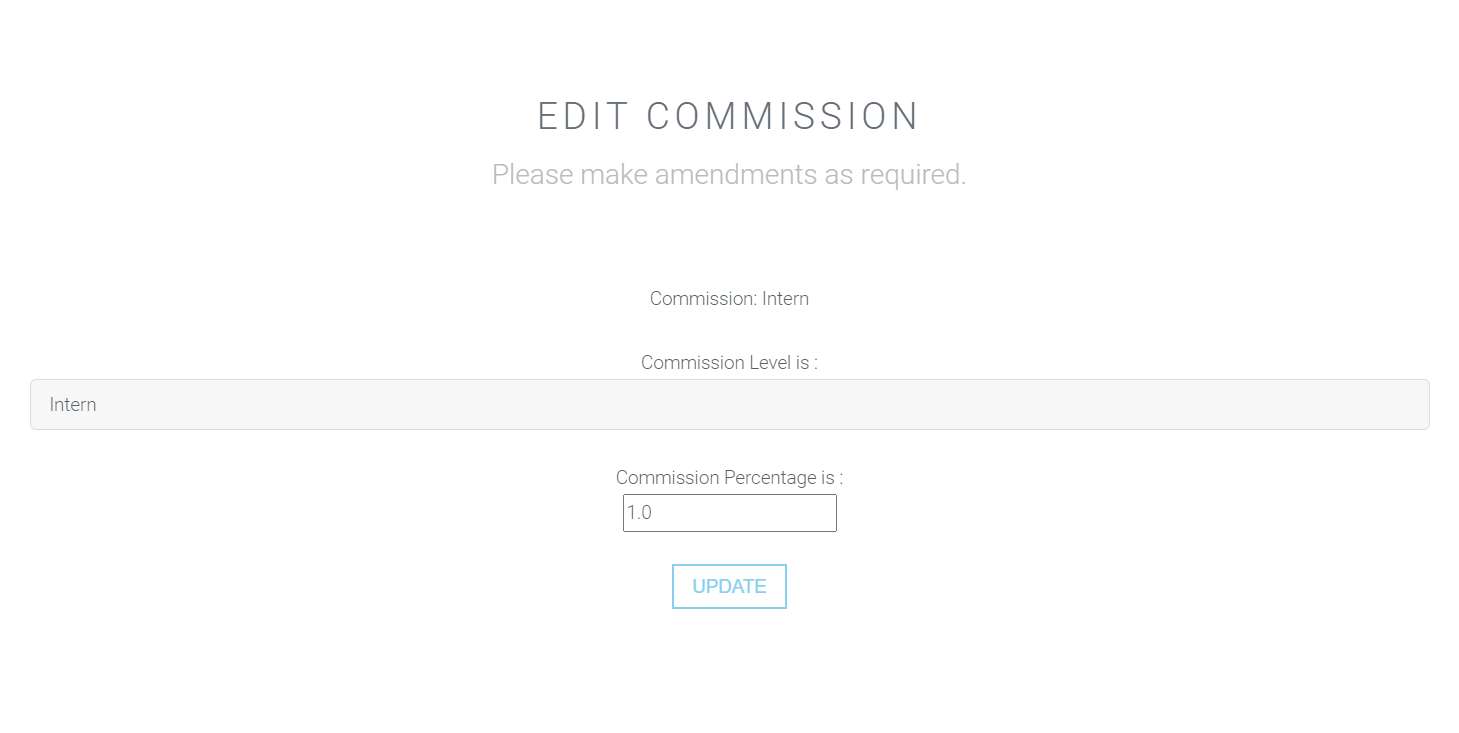 EDIT COMMISSION
Please make amendments as required.
Commission: Intern
Commission Level is :
Intern
Commission Percentage is :
1.0
UPDATE